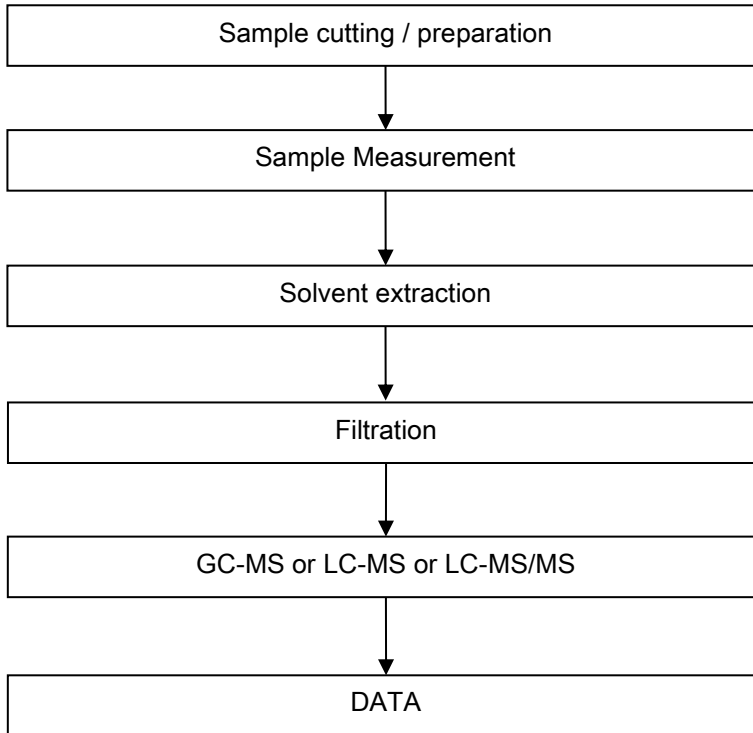 Sample cutting / preparation
Sample Measurement
Solvent extraction
Filtration
GC-MS or LC-MS or LC-MS/MS
DATA